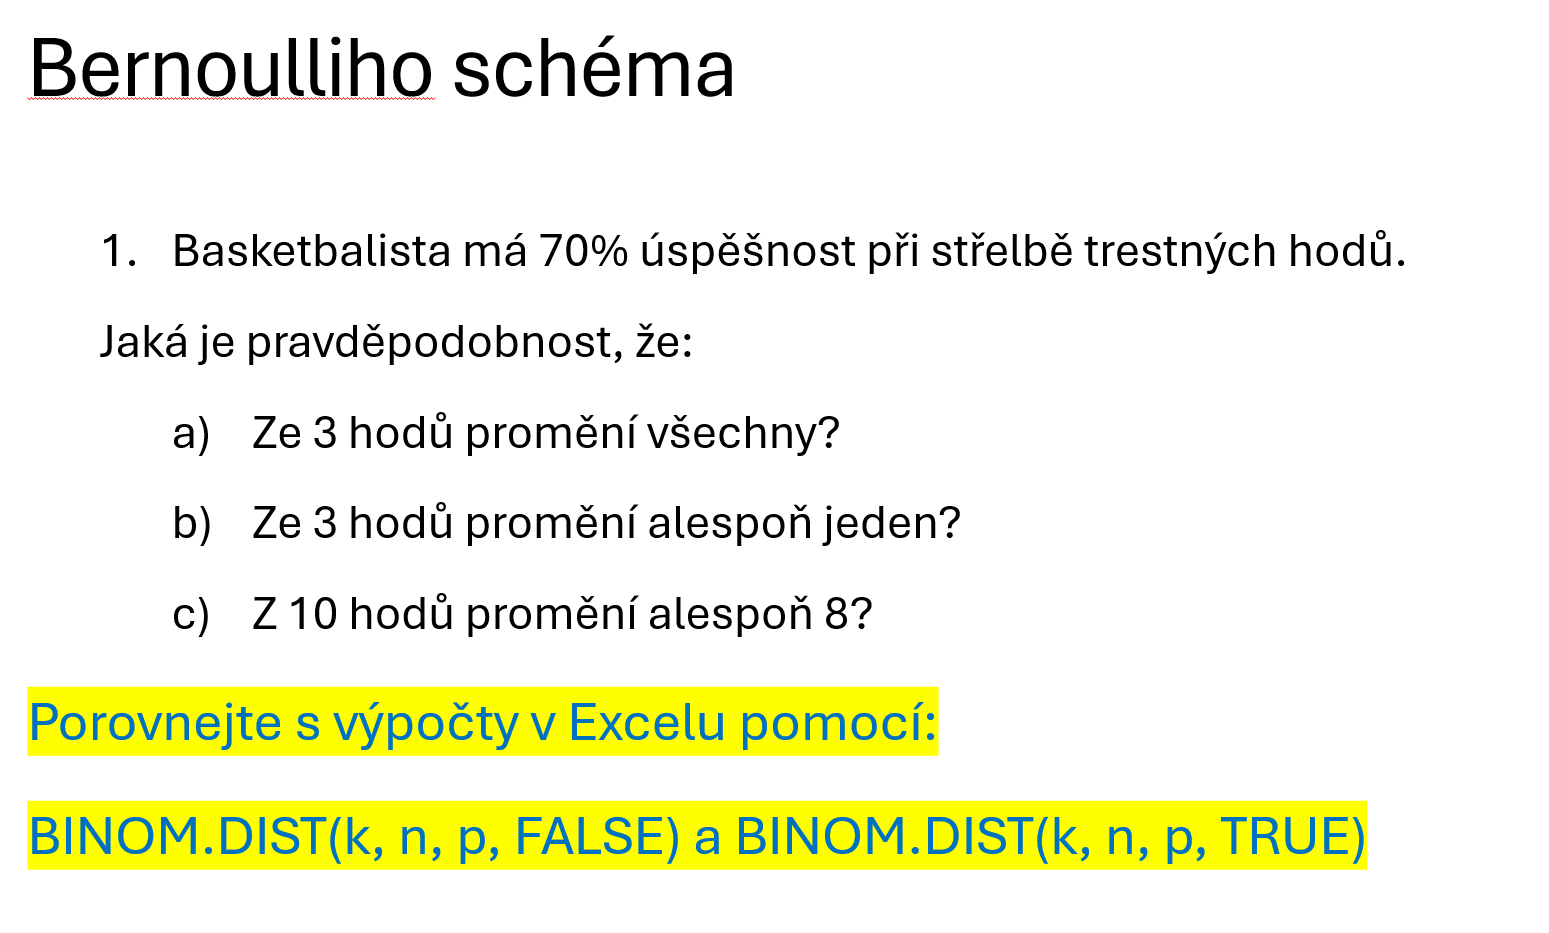 Bernoulliho schéma
1. Basketbalista má 70% úspěšnost při střelbě trestných hodů.
Jaká je pravděpodobnost, že:
a) Ze 3 hodů promění všechny?
b) Ze 3 hodů promění alespoň jeden?
c) Z 10 hodů promění alespoň 8?
Porovnejte s výpočty v Excelu pomocí:
BINOM.DIST(k, n, p, FALSE) a BINOM.DIST(k, n, p, TRUE)